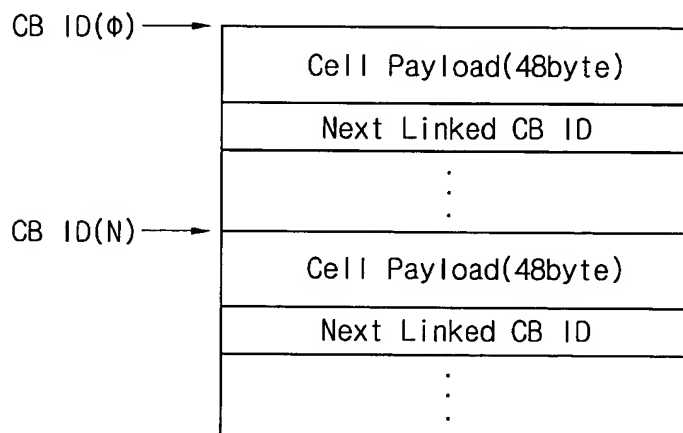 CB ID(Φ)
Cell Payload(48byte)
Next Linked CB ID
CB ID(N)
Cell Payload(48byte)
Next Linked CB ID